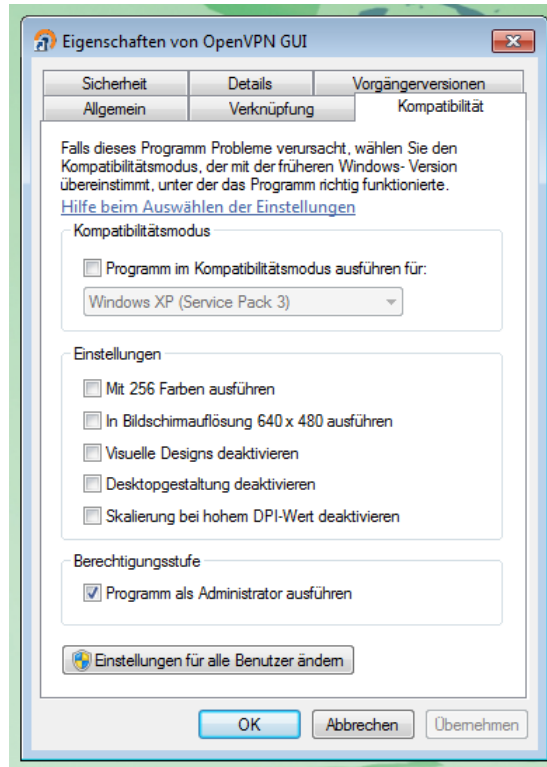 Eigenschaften von OpenVPN GUI
Sicherheit Details Vorgängerversionen
Allgemein Verknüpfung Kompatibilität
Falls dieses Programm Probleme verursacht, wählen Sie den
Kompatibilitätsmodus, der mit der früheren Windows- Version
übereinstimmt, unter der das Programm richtig funktionierte.
Hilfe beim Auswählen der Einstellungen
Kompatibilitätsmodus
Programm im Kompatibilitätsmodus ausführen für:
Windows XP (Service Pack 3)
Einstellungen
Mit 256 Farben ausführen
In Bildschirmauflösung 640 x 480 ausführen
Visuelle Designs deaktivieren
Desktopgestaltung deaktivieren
Skalierung bei hohem DPI-Wert deaktivieren
Berechtigungsstufe
Programm als Administrator ausführen
Einstellungen für alle Benutzer ändern
OK Abbrechen Übernehmen